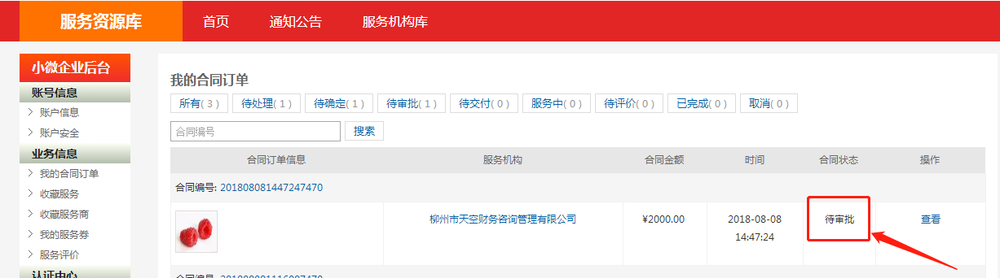 服务资源库 首页 通知公告 服务机构库
小微企业后台
账号信息
账户信息
账户安全
业务信息
我的合同订单
收藏服务
收藏服务商
我的服务券
服务评价
认证中心
我的合同订单
所有( 3 ) 待处理( 1 ) 待确定( 1 ) 待审批( 1 ) 待交付( 0 ) 服务中( 0 ) 待评价( 0 ) 已完成( 0 ) 取消( 0 )
合同编号 搜索
合同订单信息 服务机构 合同金额 时间 合同状态 操作
合同编号: 201808081447247470
柳州市天空财务咨询管理有限公司 ¥2000.00 2018-08-08 待审批 查看
14:47:24
合同编号: 201808081116087470